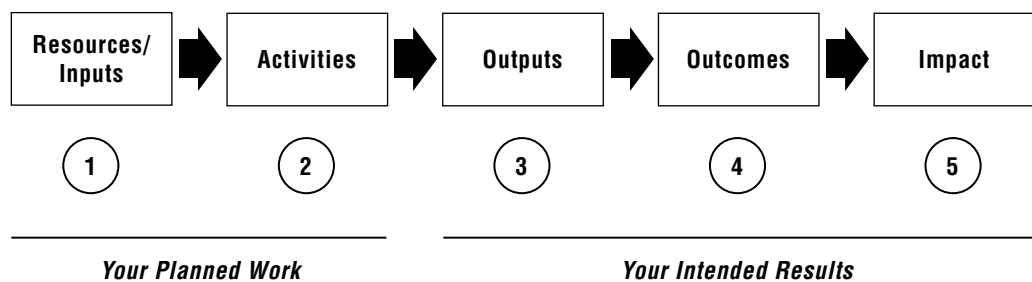 Resources/
Inputs
Activities
Outputs
Outcomes
Impact
1
2
3
4
5
Your Planned Work
Your Intended Results